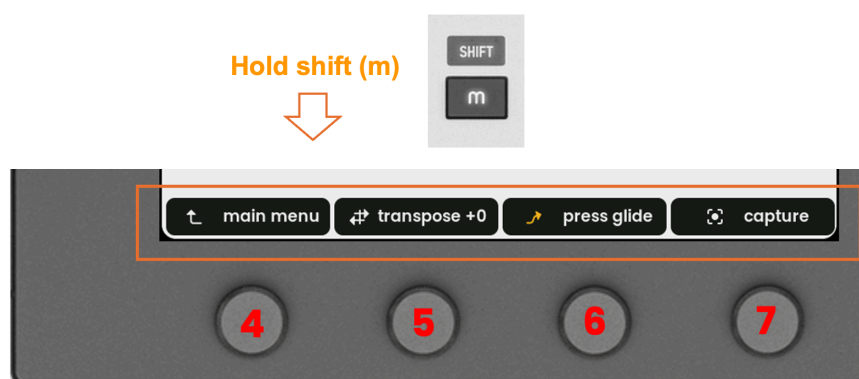 SHIFT
Hold shift (m)
m
main menu
transpose +0
press glide
capture
4
5
6
7